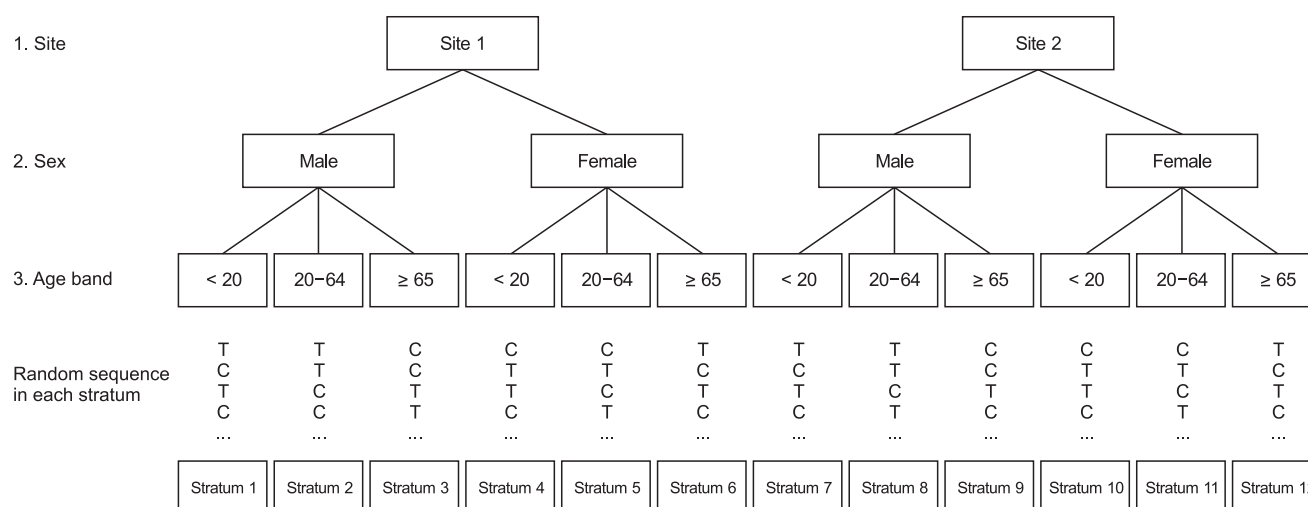 1. Site Site 1 Site 2
2. Sex Male Female Male Female
3. Age band < 20 20−64 ≥ 65 < 20 20−64 ≥ 65 < 20 20−64 ≥ 65 < 20 20−64 ≥ 65
Random sequence
in each stratum
T T C C C T T T C C C T
C T C T T C C T C T T C
T C T T C T T C T T C T
C C T C T C C T C C T C
... ... ... ... ... ... ... ... ... ... ... ...
Stratum 1 Stratum 2 Stratum 3 Stratum 4 Stratum 5 Stratum 6 Stratum 7 Stratum 8 Stratum 9 Stratum 10 Stratum 11 Stratum 12